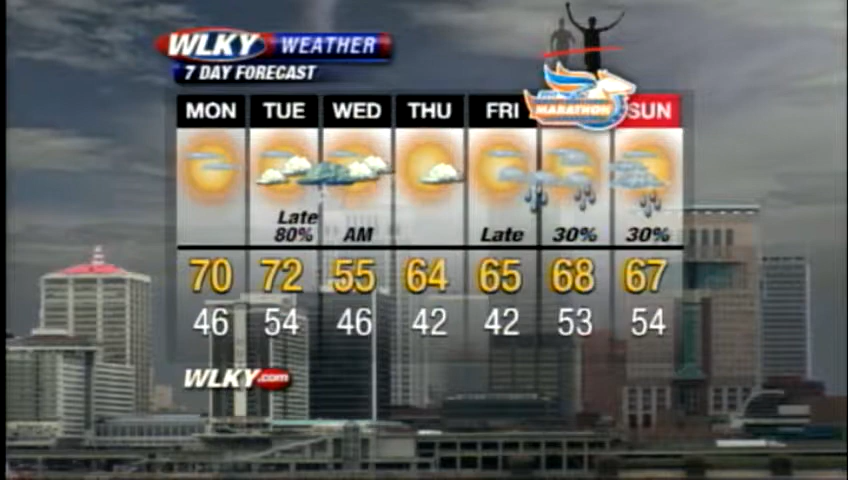 WLKY WEATHER
7 DAY FORECAST
MON TUE WED THU FRI SUN
MARATHON
Late 80% AM Late 30% 30%
70 72 55 64 65 68 67
46 54 46 42 42 53 54
WLKY.com